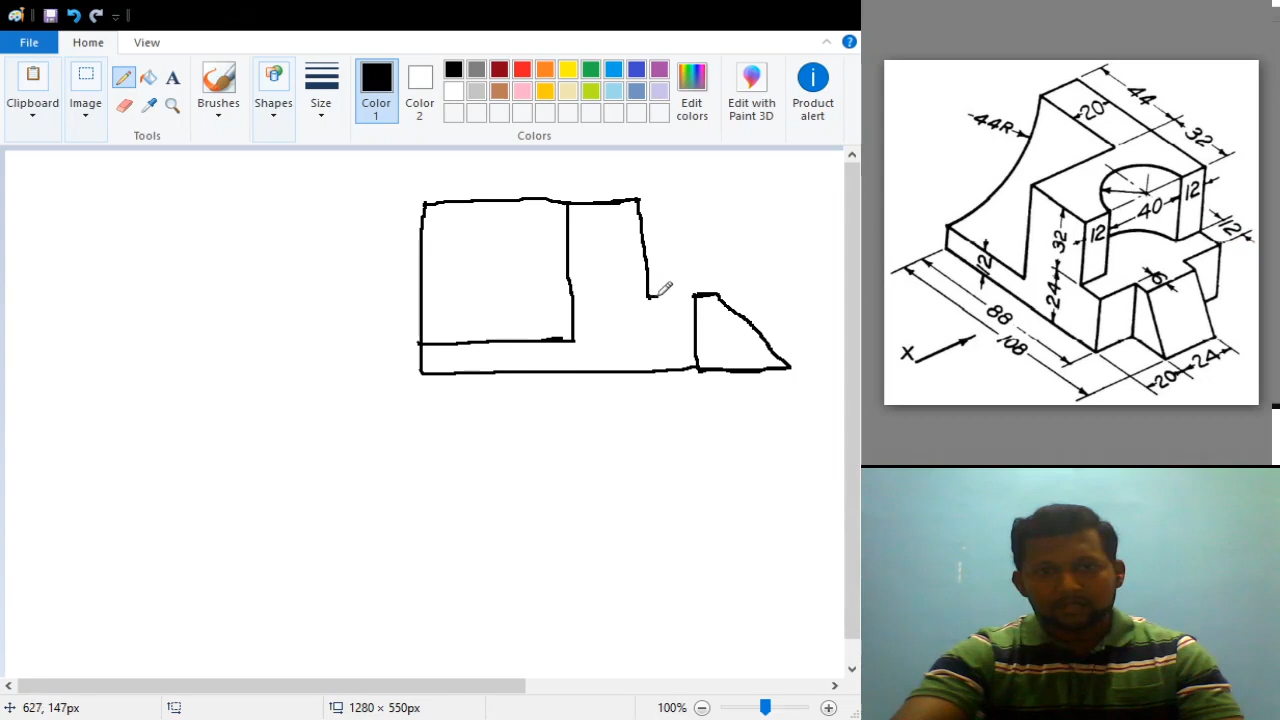 File Home View
Clipboard Image Tools Brushes Shapes Size Color 1 Color 2 Colors Edit colors Edit with Paint 3D Product alert
A
44
20
32
44R
12
40
12
12
32
12
24
88
108
X
20
24
627, 147px 1280 × 550px 100%